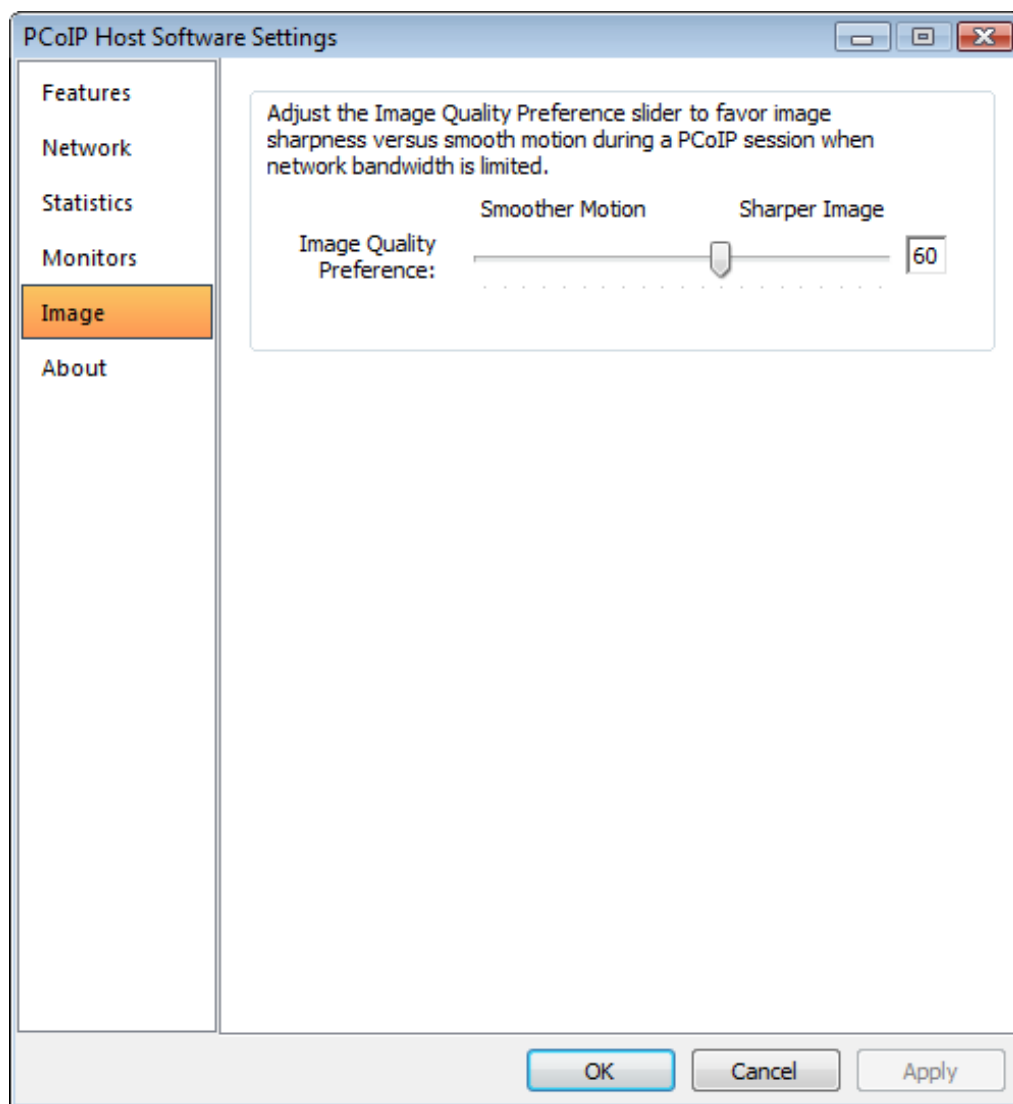 PCoIP Host Software Settings
Features
Network
Statistics
Monitors
Image
About
Adjust the Image Quality Preference slider to favor image
sharpness versus smooth motion during a PCoIP session when
network bandwidth is limited.
Smoother Motion Sharper Image
Image Quality
Preference:
60
OK Cancel Apply